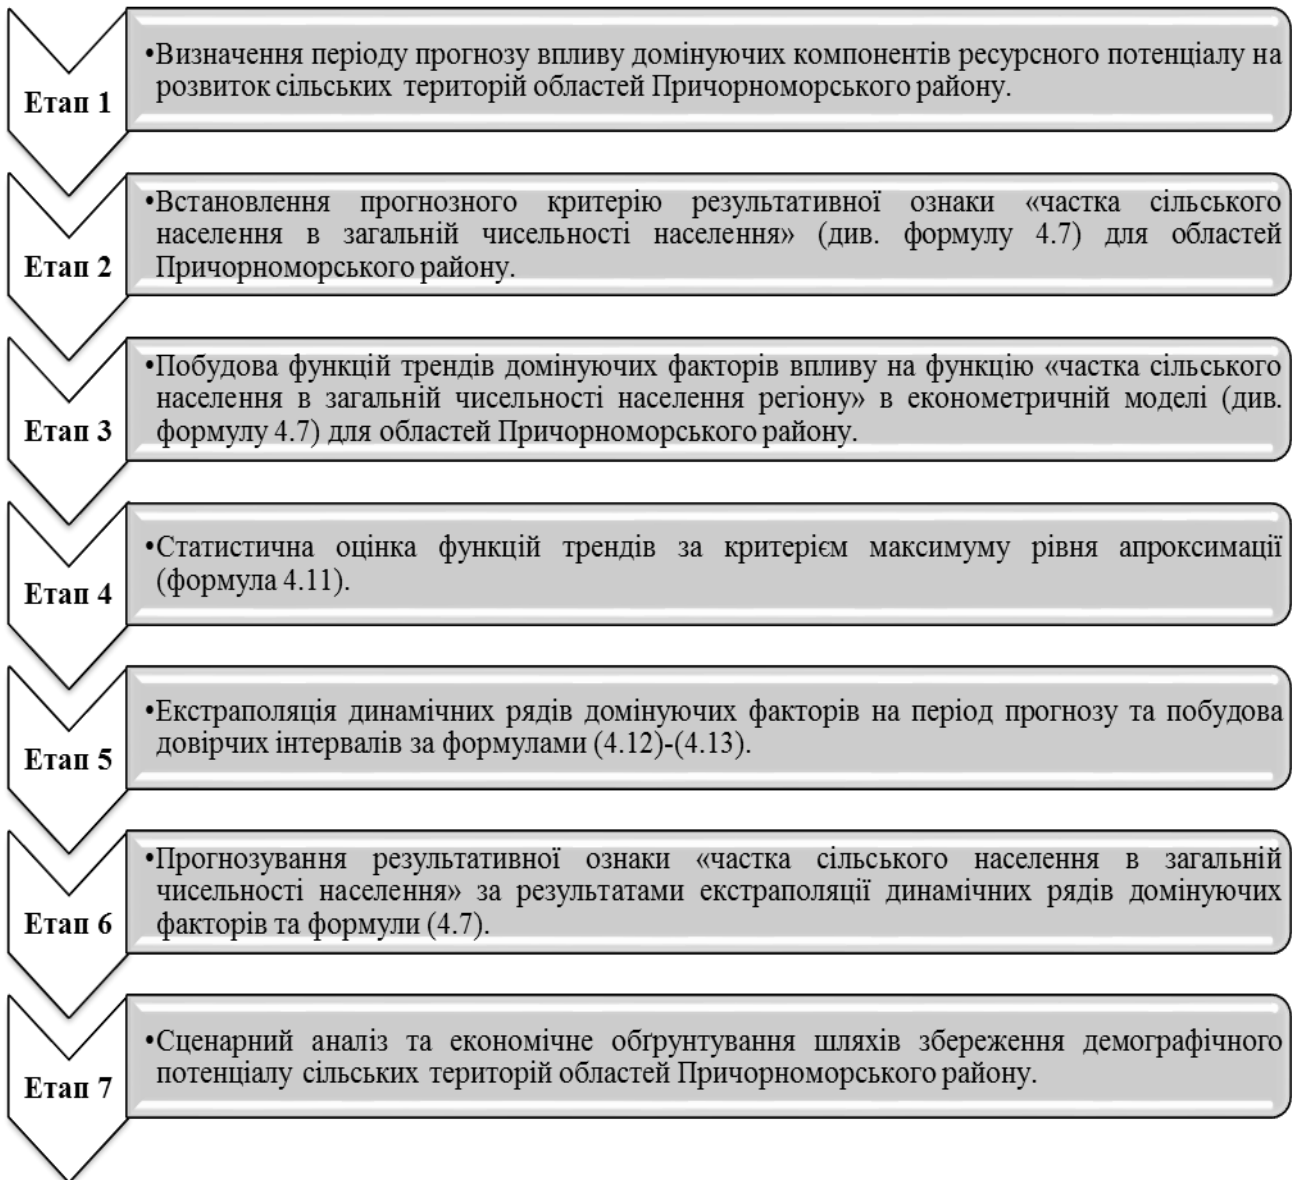 Етап 1
•Визначення періоду прогнозу впливу домінуючих компонентів ресурсного потенціалу на
розвиток сільських територій областей Причорноморського району.
Етап 2
•Встановлення прогнозного критерію результативної ознаки «частка сільського
населення в загальній чисельності населення» (див. формулу 4.7) для областей
Причорноморського району.
Етап 3
•Побудова функцій трендів домінуючих факторів впливу на функцію «частка сільського
населення в загальній чисельності населення регіону» в економетричній моделі (див.
формулу 4.7) для областей Причорноморського району.
Етап 4
•Статистична оцінка функцій трендів за критерієм максимуму рівня апроксимації
(формула 4.11).
Етап 5
•Екстраполяція динамічних рядів домінуючих факторів на період прогнозу та побудова
довірчих інтервалів за формулами (4.12)-(4.13).
Етап 6
•Прогнозування результативної ознаки «частка сільського населення в загальній
чисельності населення» за результатами екстраполяції динамічних рядів домінуючих
факторів та формули (4.7).
Етап 7
•Сценарний аналіз та економічне обґрунтування шляхів збереження демографічного
потенціалу сільських територій областей Причорноморського району.